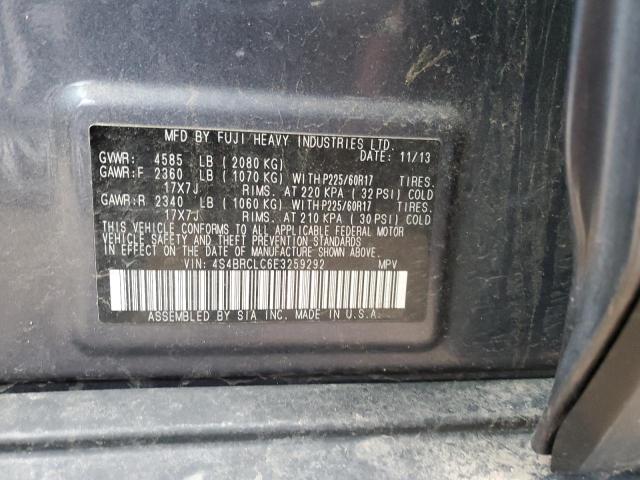 MFD BY FUJI HEAVY INDUSTRIES LTD.
DATE: 11/13
GVWR: 4585 LB (2080 KG)
GAWR:F 2360 LB (1070 KG) WITH P225/60R17 TIRES.
17X7J RIMS. AT 220 KPA (32 PSI) COLD
GAWR:R 2340 LB (1060 KG) WITH P225/60R17 TIRES.
17X7J RIMS. AT 210 KPA (30 PSI) COLD
THIS VEHICLE CONFORMS TO ALL APPLICABLE FEDERAL MOTOR
VEHICLE SAFETY AND THEFT PREVENTION STANDARDS
IN EFFECT ON THE DATE OF MANUFACTURE SHOWN ABOVE.
VIN: 4S4BRCLC6E3259292 MPV
ASSEMBLED BY SIA INC. MADE IN U.S.A.